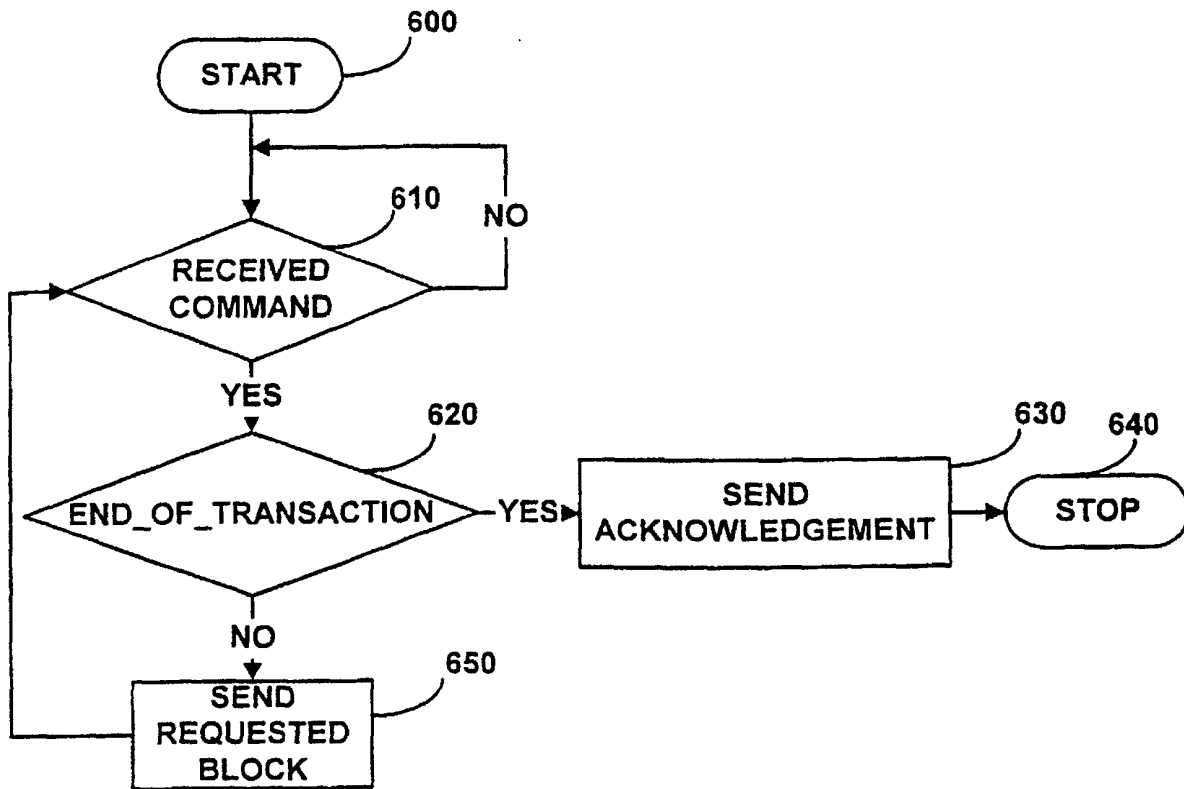 600
START
610
NO
RECEIVED
COMMAND
YES
620
630
640
END_OF_TRANSACTION
YES
SEND
ACKNOWLEDGEMENT
STOP
NO
650
SEND
REQUESTED
BLOCK